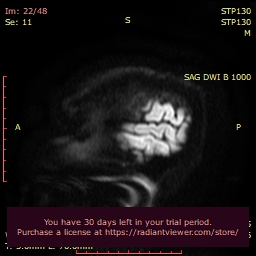 Im: 22/48
Se: 11
S
STP130
STP130
M
SAG DWI B 1000
A
P
You have 30 days left in your trial period.
Purchase a license at https://radiantviewer.com/store/